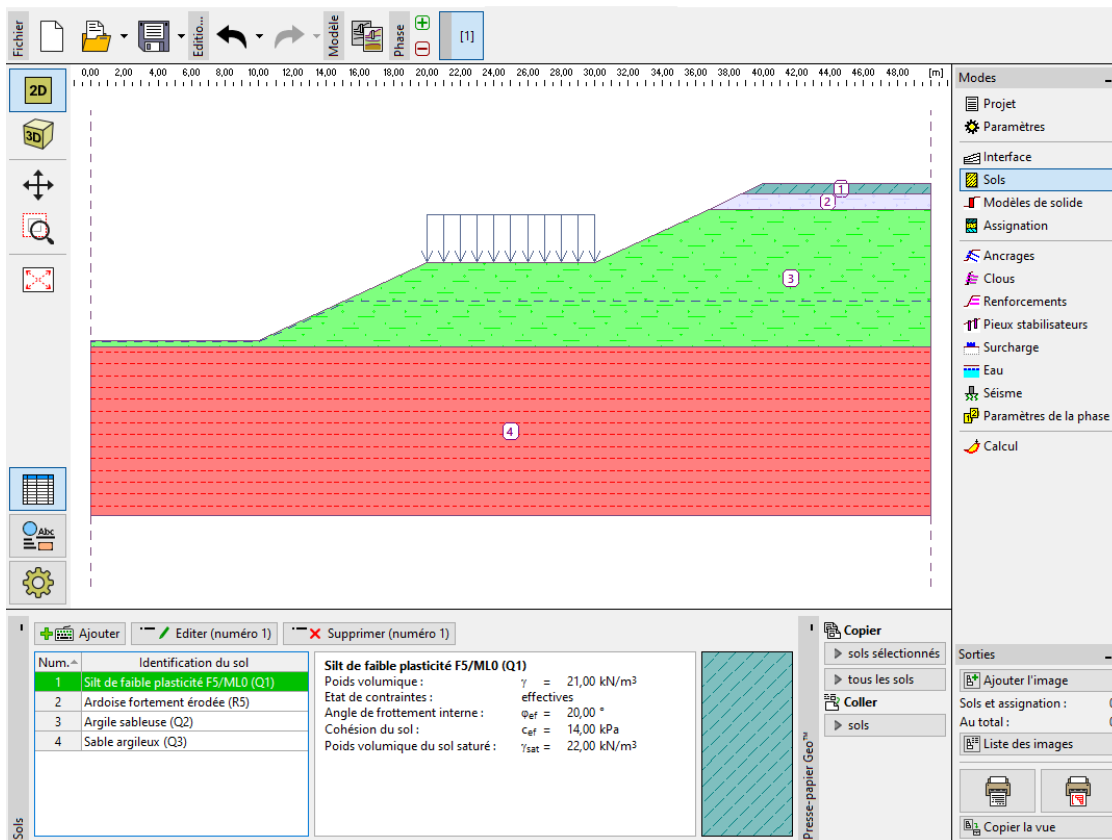 Fichier
Editio...
Modèle
Phase
[1]
0,00 2,00 4,00 6,00 8,00 10,00 12,00 14,00 16,00 18,00 20,00 22,00 24,00 26,00 28,00 30,00 32,00 34,00 36,00 38,00 40,00 42,00 44,00 46,00 48,00 [m]
2D
3D
Abc
1
2
3
4
Modes
Projet
Paramètres
Interface
Sols
Modèles de solide
Assignation
Ancrages
Clous
Renforcements
Pieux stabilisateurs
Surcharge
Eau
Séisme
Paramètres de la phase
Calcul
Sols
Ajouter
Editer (numéro 1)
Supprimer (numéro 1)
Num. Identification du sol
1 Silt de faible plasticité F5/ML0 (Q1)
2 Ardoise fortement érodée (R5)
3 Argile sableuse (Q2)
4 Sable argileux (Q3)
Silt de faible plasticité F5/ML0 (Q1)
Poids volumique : γ = 21,00 kN/m³
Etat de contraintes : effectives
Angle de frottement interne : φef = 20,00 °
Cohésion du sol : cef = 14,00 kPa
Poids volumique du sol saturé : γsat = 22,00 kN/m³
Presse-papier Geo™
Copier
sols sélectionnés
tous les sols
Coller
sols
Sorties
Ajouter l'image
Sols et assignation :
Au total :
Liste des images
Copier la vue